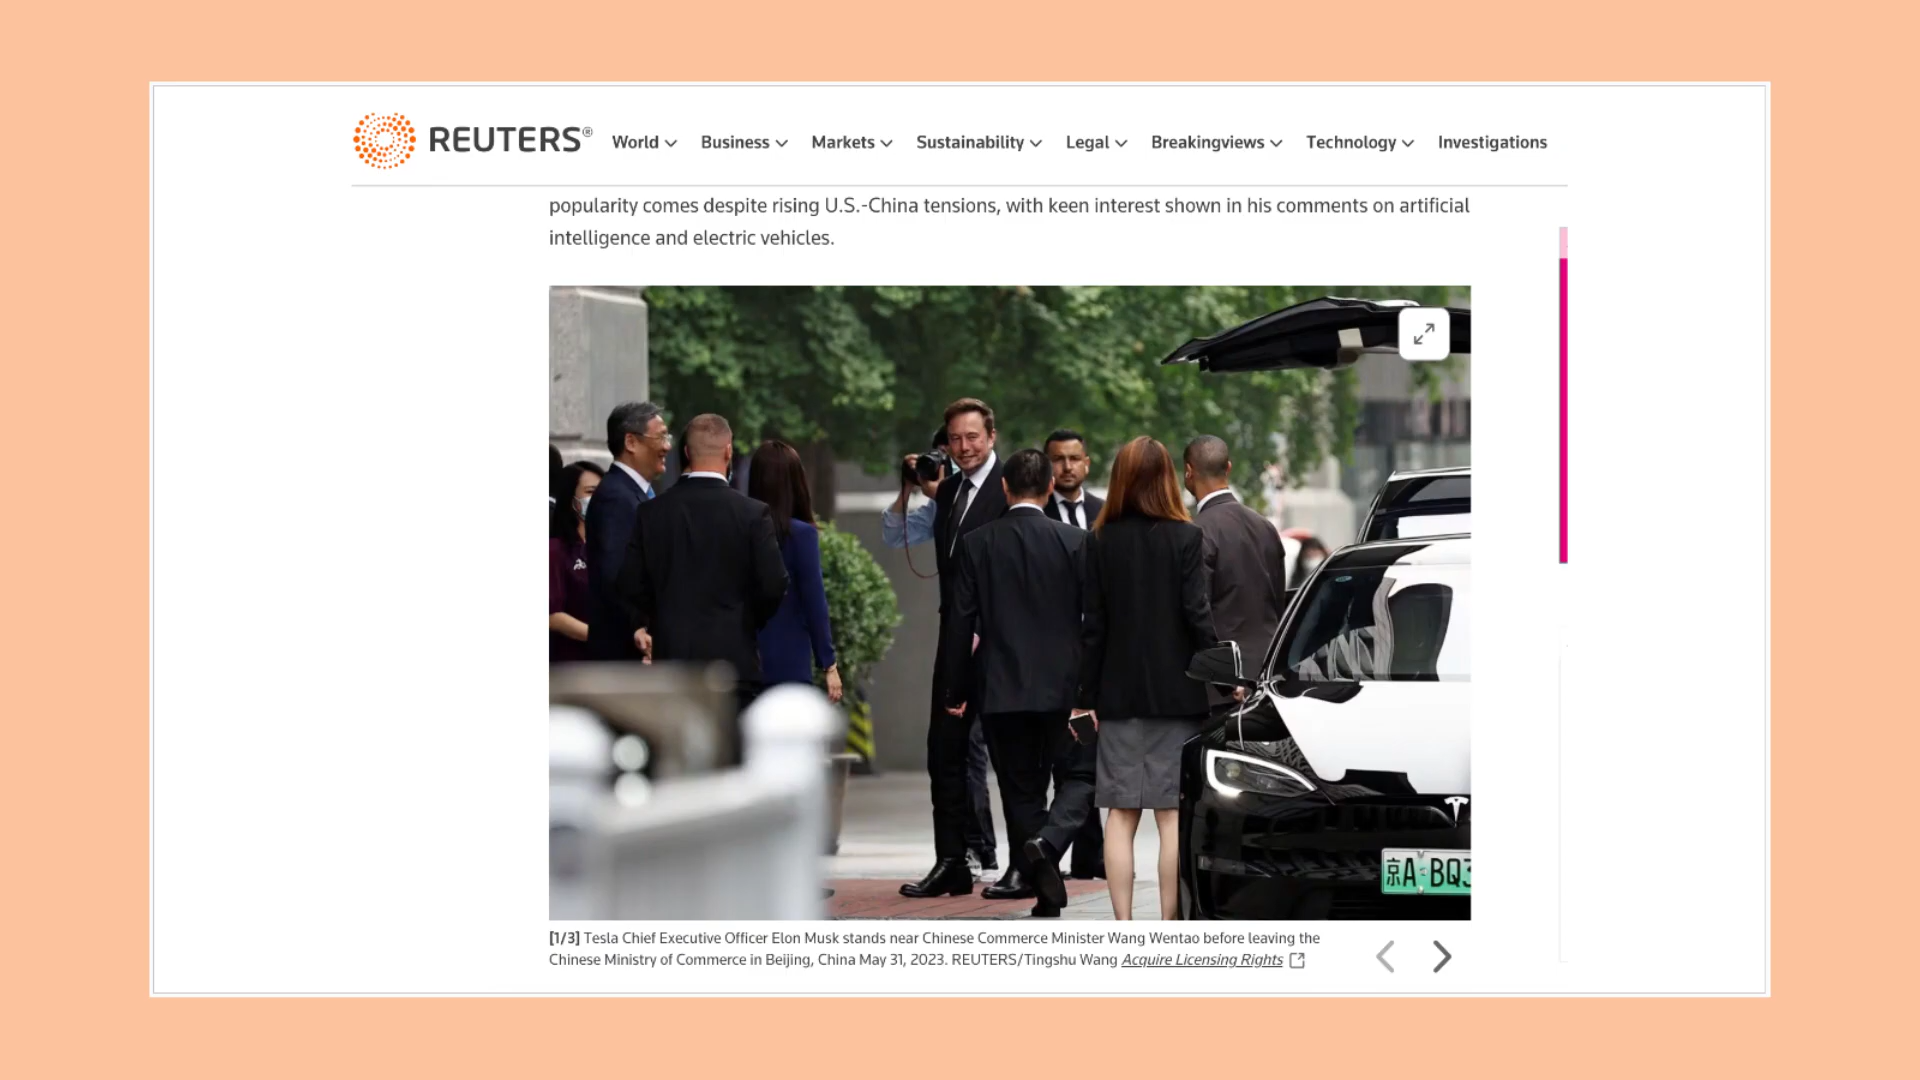 REUTERS®
World Business Markets Sustainability Legal Breakingviews Technology Investigations
popularity comes despite rising U.S.-China tensions, with keen interest shown in his comments on artificial
intelligence and electric vehicles.
京A·BQ3
[1/3] Tesla Chief Executive Officer Elon Musk stands near Chinese Commerce Minister Wang Wentao before leaving the
Chinese Ministry of Commerce in Beijing, China May 31, 2023. REUTERS/Tingshu Wang Acquire Licensing Rights